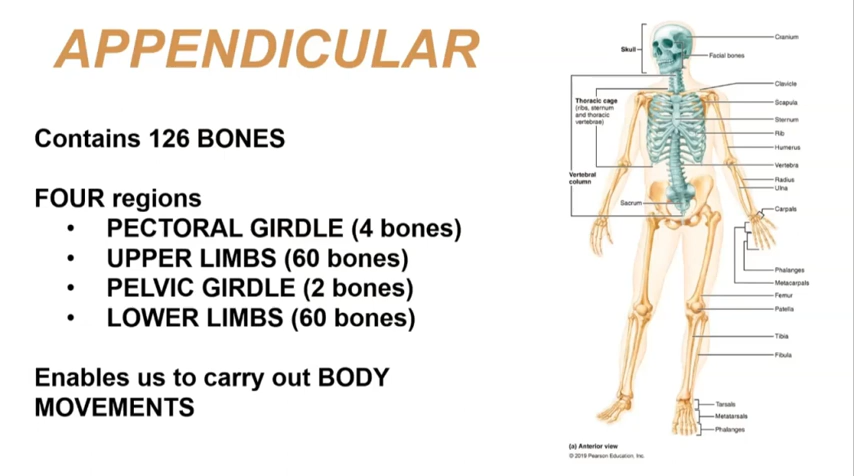 APPENDICULAR
Contains 126 BONES
FOUR regions
• PECTORAL GIRDLE (4 bones)
• UPPER LIMBS (60 bones)
• PELVIC GIRDLE (2 bones)
• LOWER LIMBS (60 bones)
Enables us to carry out BODY
MOVEMENTS
Skull
Cranium
Facial bones
Clavicle
Thoracic cage
(ribs, sternum
and thoracic
vertebrae)
Scapula
Sternum
Rib
Humerus
Vertebra
Vertebral
column
Radius
Ulna
Sacrum
Carpals
Phalanges
Metacarpals
Femur
Patella
Tibia
Fibula
Tarsals
Metatarsals
Phalanges
(a) Anterior view
© 2019 Pearson Education, Inc.